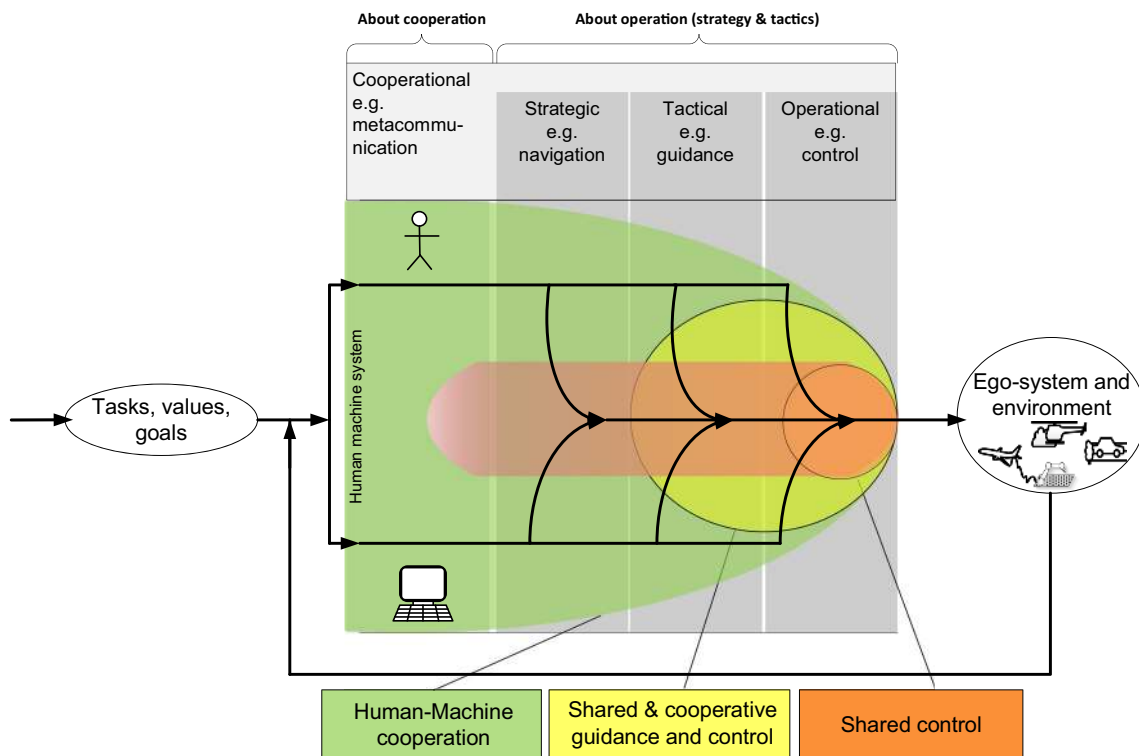 About cooperation
About operation (strategy & tactics)
Cooperational
e.g.
metacommu-
nication
Strategic
e.g.
navigation
Tactical
e.g.
guidance
Operational
e.g.
control
Human machine system
Tasks, values,
goals
Ego-system and
environment
Human-Machine
cooperation
Shared & cooperative
guidance and control
Shared control